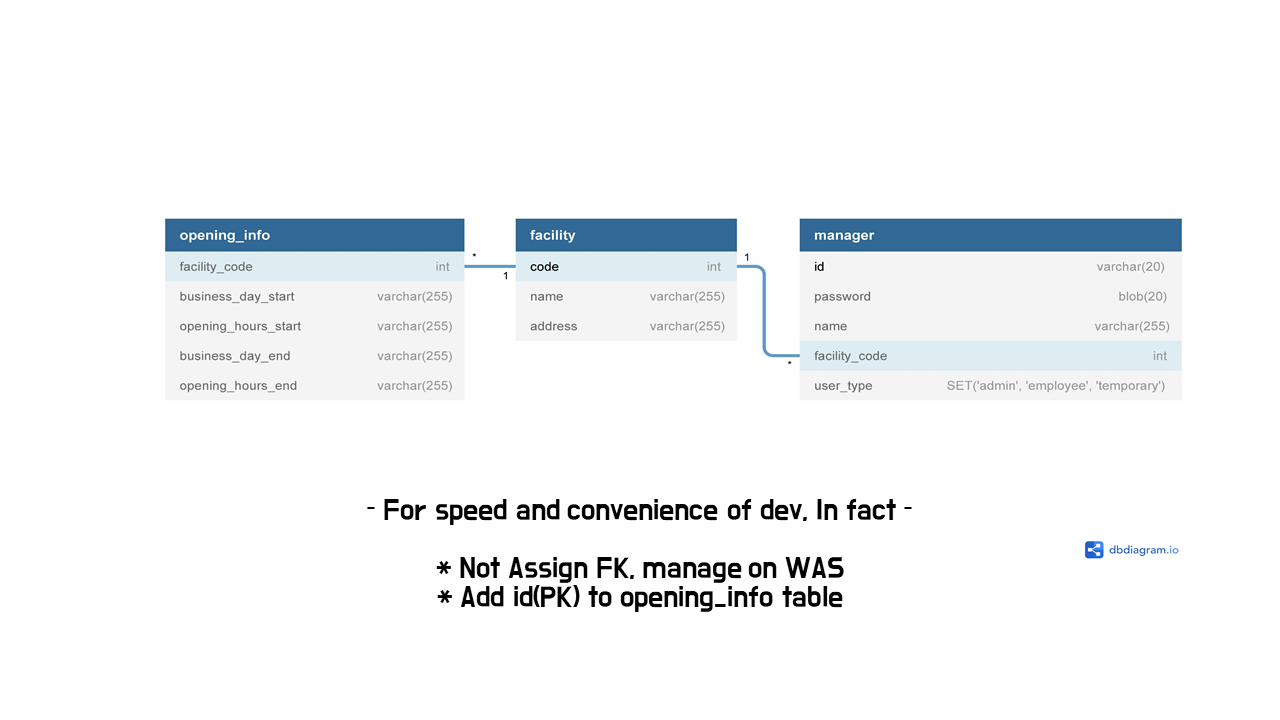 opening_info
facility_code int
business_day_start varchar(255)
opening_hours_start varchar(255)
business_day_end varchar(255)
opening_hours_end varchar(255)
*
1
facility
code int
name varchar(255)
address varchar(255)
1
*
manager
id varchar(20)
password blob(20)
name varchar(255)
facility_code int
user_type SET('admin', 'employee', 'temporary')
- For speed and convenience of dev, In fact -
dbdiagram.io
* Not Assign FK, manage on WAS
* Add id(PK) to opening_info table